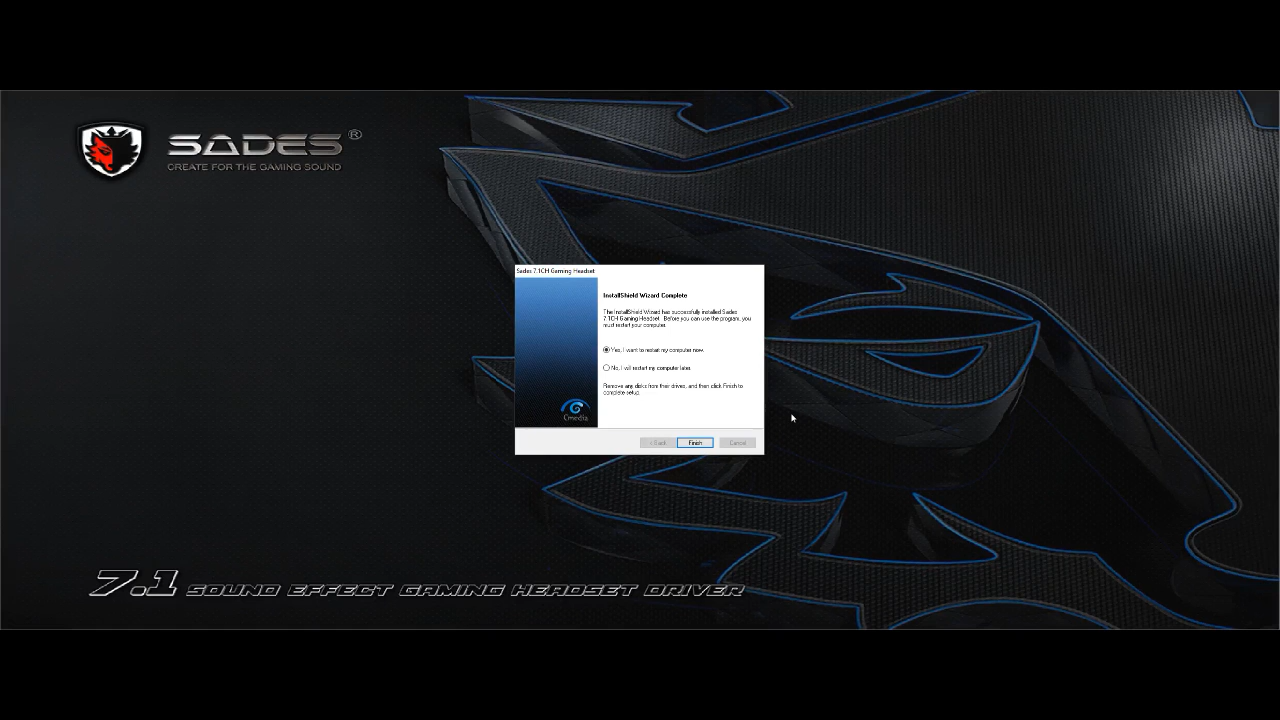 SADES®
CREATE FOR THE GAMING SOUND
Sades 7.1CH Gaming Headset
InstallShield Wizard Complete
The InstallShield Wizard has successfully installed Sades
7.1CH Gaming Headset. Before you can use the program, you
must restart your computer.
Yes, I want to restart my computer now.
No, I will restart my computer later.
Remove any disks from their drives, and then click Finish to
complete setup.
Cmedia
< Back Finish Cancel
7.1 SOUND EFFECT GAMING HEADSET DRIVER